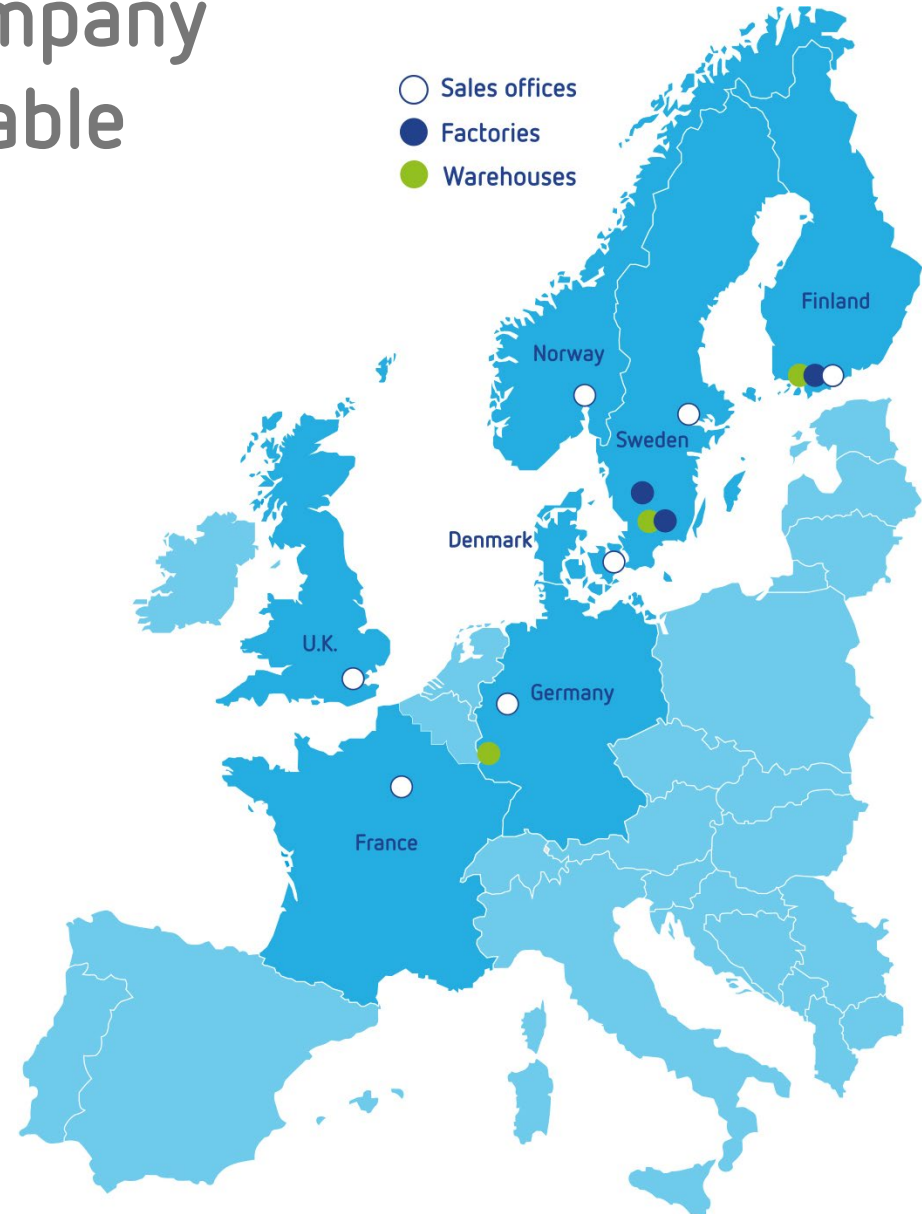 mpany
able
Sales offices
Factories
Warehouses
Finland
Norway
Sweden
Denmark
U.K.
Germany
France